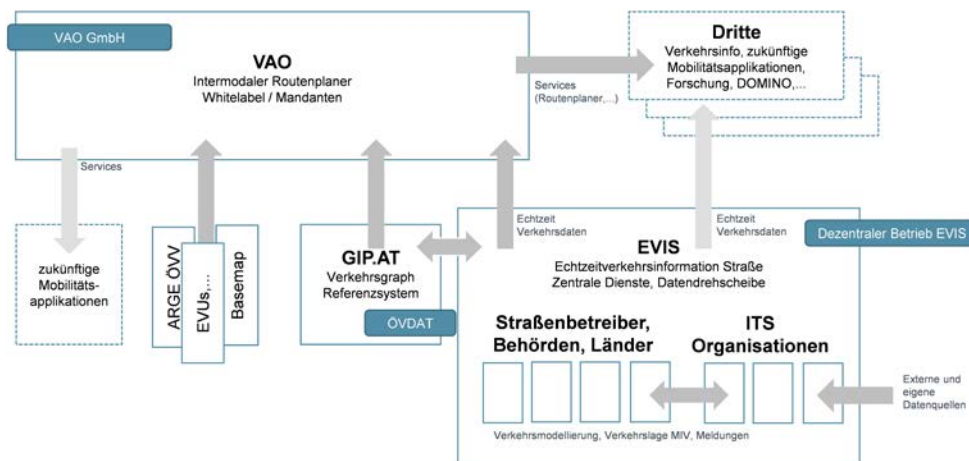 VAO GmbH
VAO
Intermodaler Routenplaner
Whitelabel / Mandanten
Dritte
Verkehrsinfo, zukünftige
Mobilitätsapplikationen,
Forschung, DOMINO,...
Services
(Routenplaner,...)
Services
Echtzeit
Verkehrsdaten
Echtzeit
Verkehrsdaten
Dezentraler Betrieb EVIS
zukünftige
Mobilitäts-
applikationen
ARGE ÖVV
EVUs,...
Basemap
GIP.AT
Verkehrsgraph
Referenzsystem
ÖVDAT
EVIS
Echtzeitverkehrsinformation Straße
Zentrale Dienste, Datendrehscheibe
Straßenbetreiber,
Behörden, Länder
ITS
Organisationen
Externe und
eigene
Datenquellen
Verkehrsmodellierung, Verkehrslage MIV, Meldungen